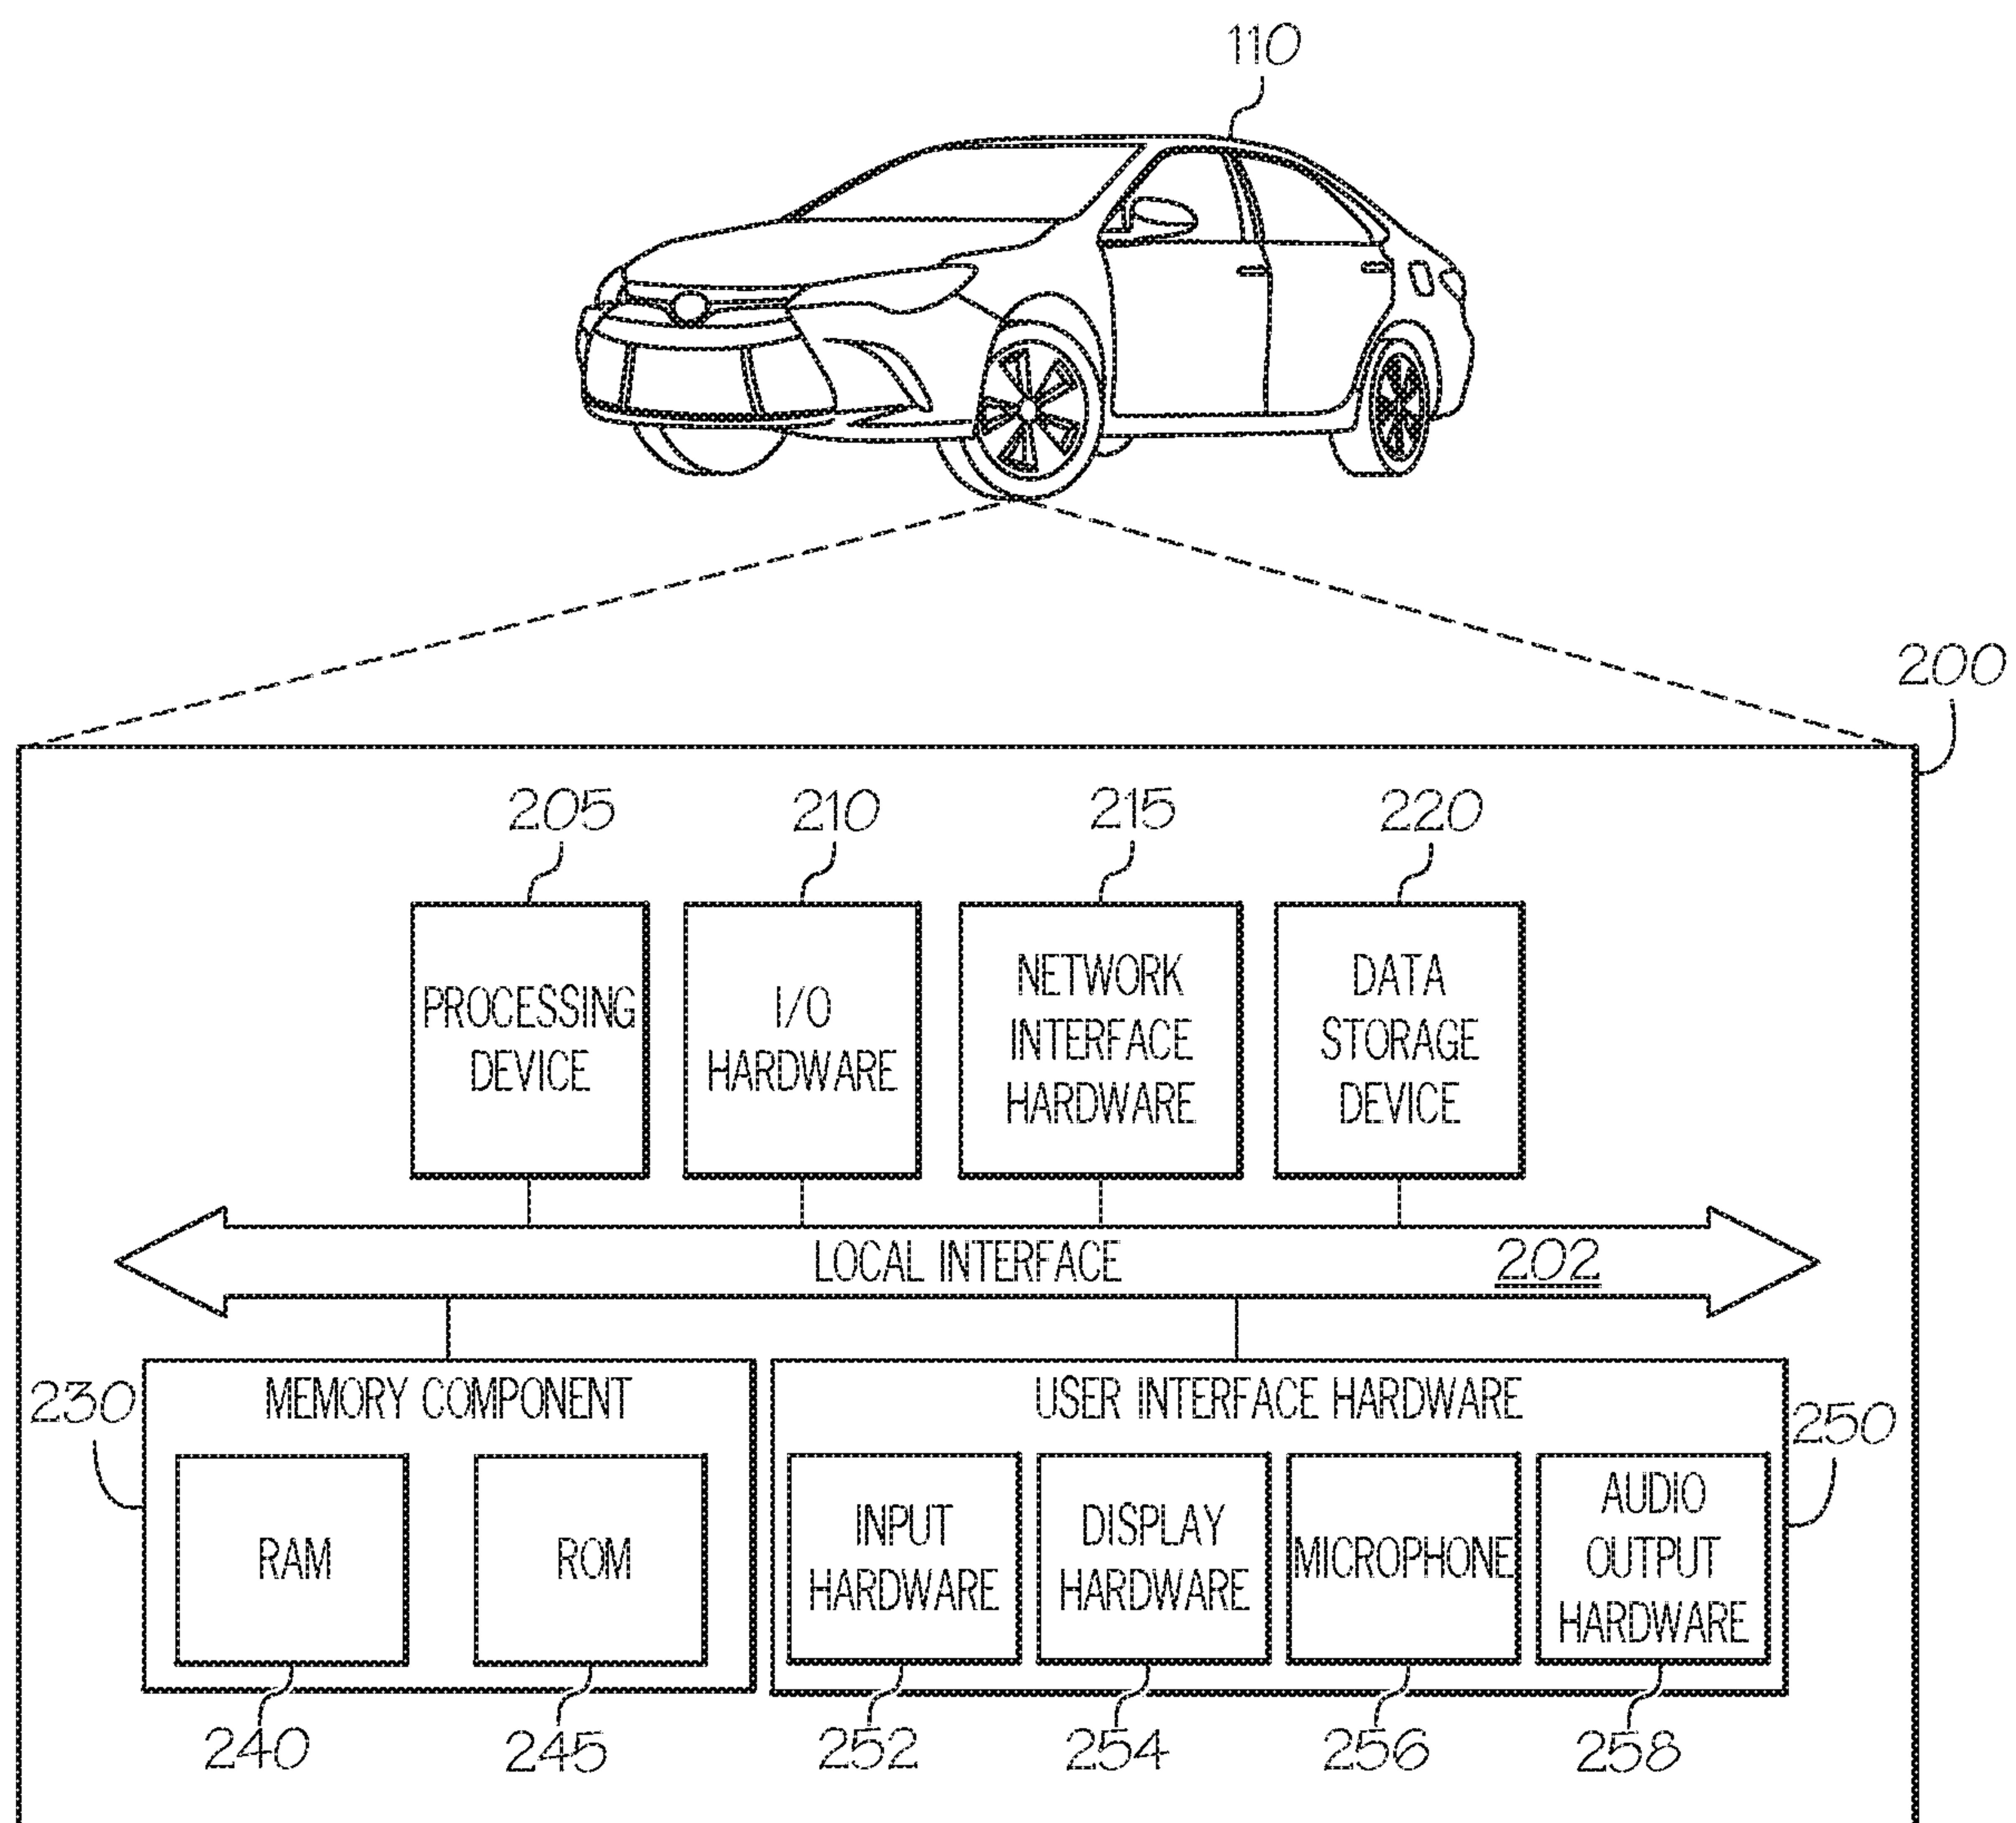 110
200
205
210
215
220
PROCESSING
DEVICE
I/O
HARDWARE
NETWORK
INTERFACE
HARDWARE
DATA
STORAGE
DEVICE
LOCAL INTERFACE
202
230
MEMORY COMPONENT
RAM
ROM
240
245
USER INTERFACE HARDWARE
250
INPUT
HARDWARE
DISPLAY
HARDWARE
MICROPHONE
AUDIO
OUTPUT
HARDWARE
252
254
256
258